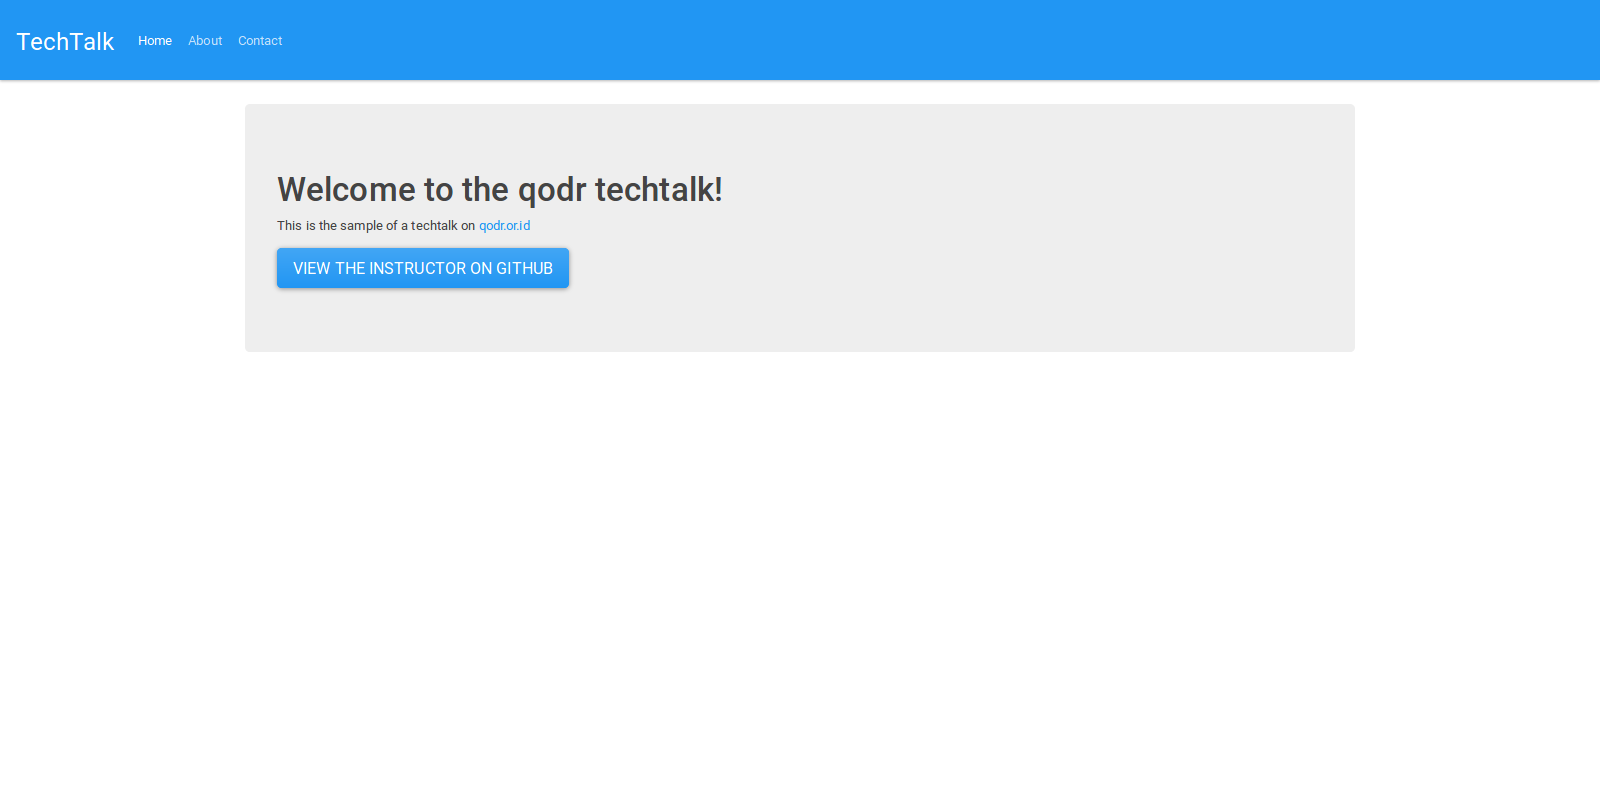 TechTalk Home About Contact
Welcome to the qodr techtalk!
This is the sample of a techtalk on qodr.or.id
VIEW THE INSTRUCTOR ON GITHUB